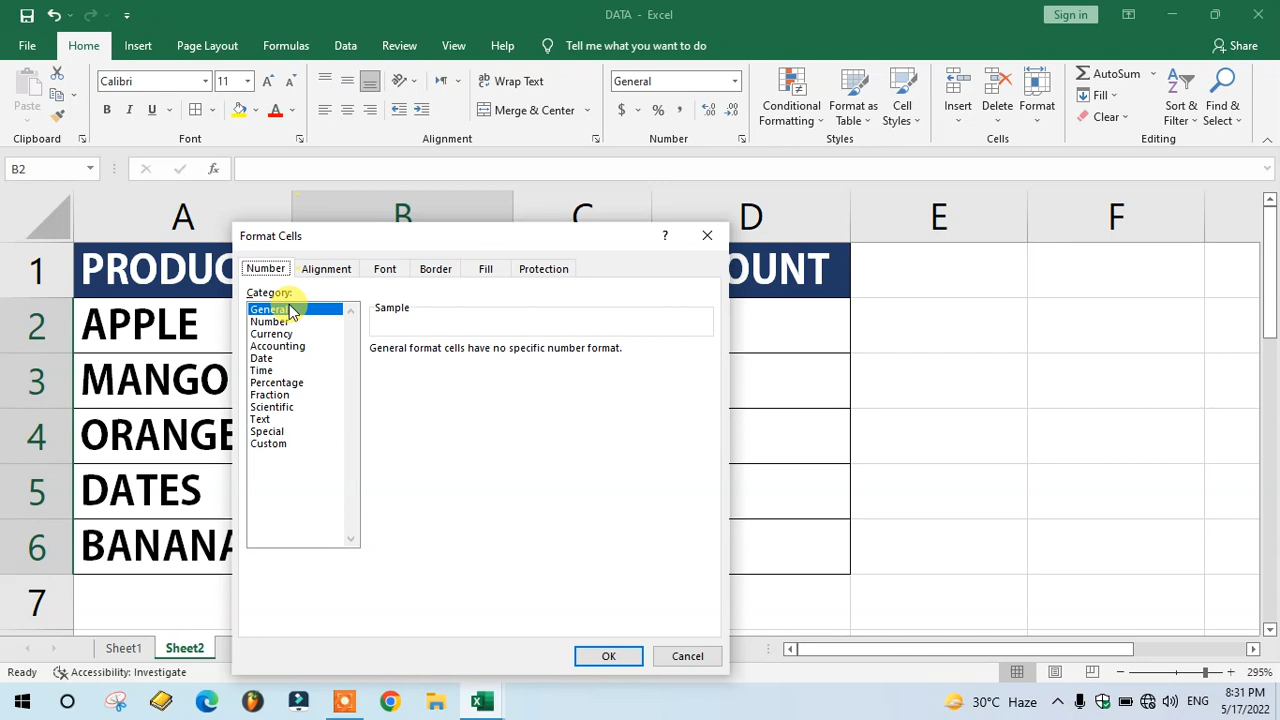 DATA - Excel
Sign in
File
Home
Insert
Page Layout
Formulas
Data
Review
View
Help
Tell me what you want to do
Share
Paste
Clipboard
Calibri
11
B I U
Font
Wrap Text
Merge & Center
Alignment
General
$ % ,
Number
Conditional
Formatting
Format as
Table
Cell
Styles
Styles
Insert
Delete
Format
Cells
AutoSum
Fill
Clear
Sort &
Filter
Find &
Select
Editing
B2
fx
A B C D E F
1
2
3
4
5
6
7
PRODUC
OUNT
APPLE
MANGO
ORANGE
DATES
BANANA
Format Cells
?
Number
Alignment
Font
Border
Fill
Protection
Category:
General
Number
Currency
Accounting
Date
Time
Percentage
Fraction
Scientific
Text
Special
Custom
Sample
General format cells have no specific number format.
OK
Cancel
Sheet1
Sheet2
Ready
Accessibility: Investigate
295%
30°C Haze
ENG
8:31 PM
5/17/2022